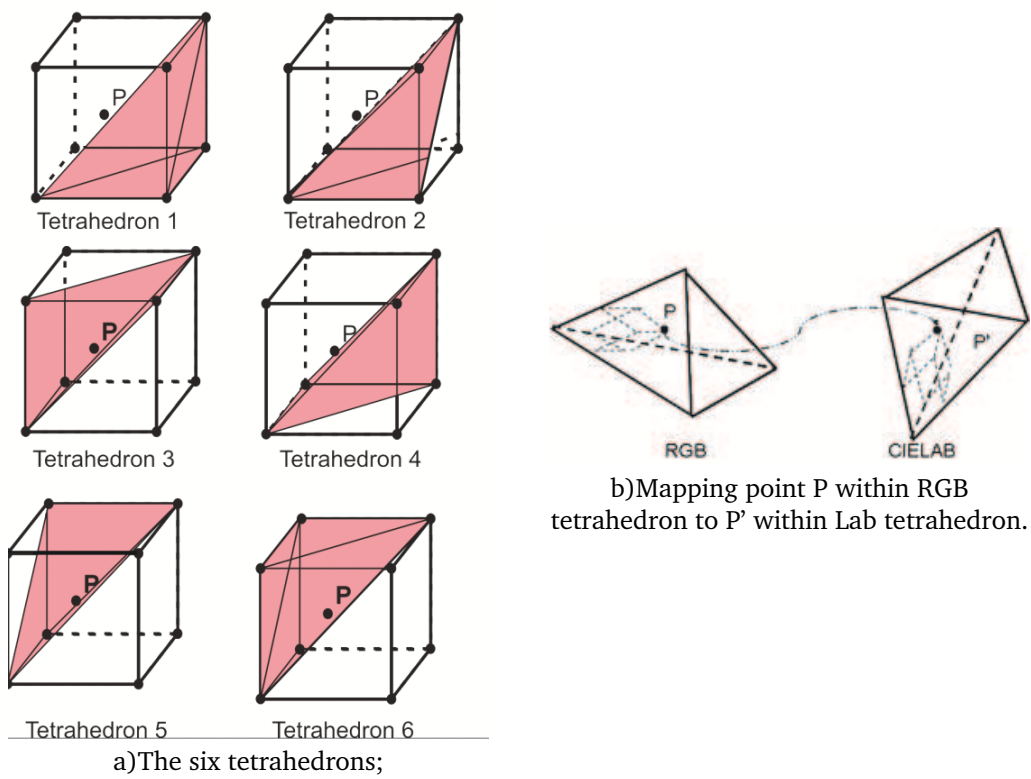 P
P
Tetrahedron 1
Tetrahedron 2
P
P
Tetrahedron 3
Tetrahedron 4
P
P
Tetrahedron 5
Tetrahedron 6
a)The six tetrahedrons;
P
P'
RGB
CIELAB
b)Mapping point P within RGB
tetrahedron to P’ within Lab tetrahedron.